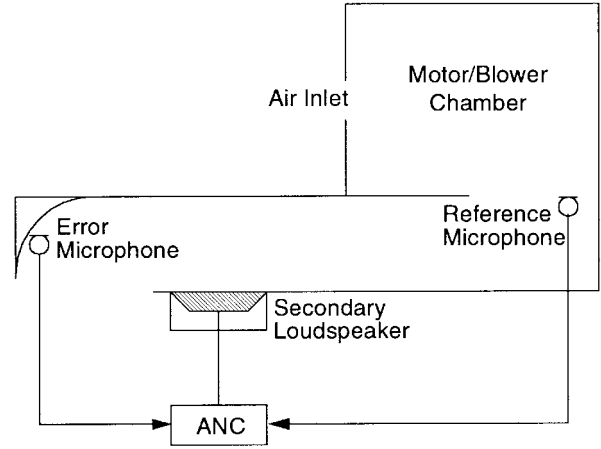 Motor/Blower
Chamber
Air Inlet
Error
Microphone
Reference
Microphone
Secondary
Loudspeaker
ANC